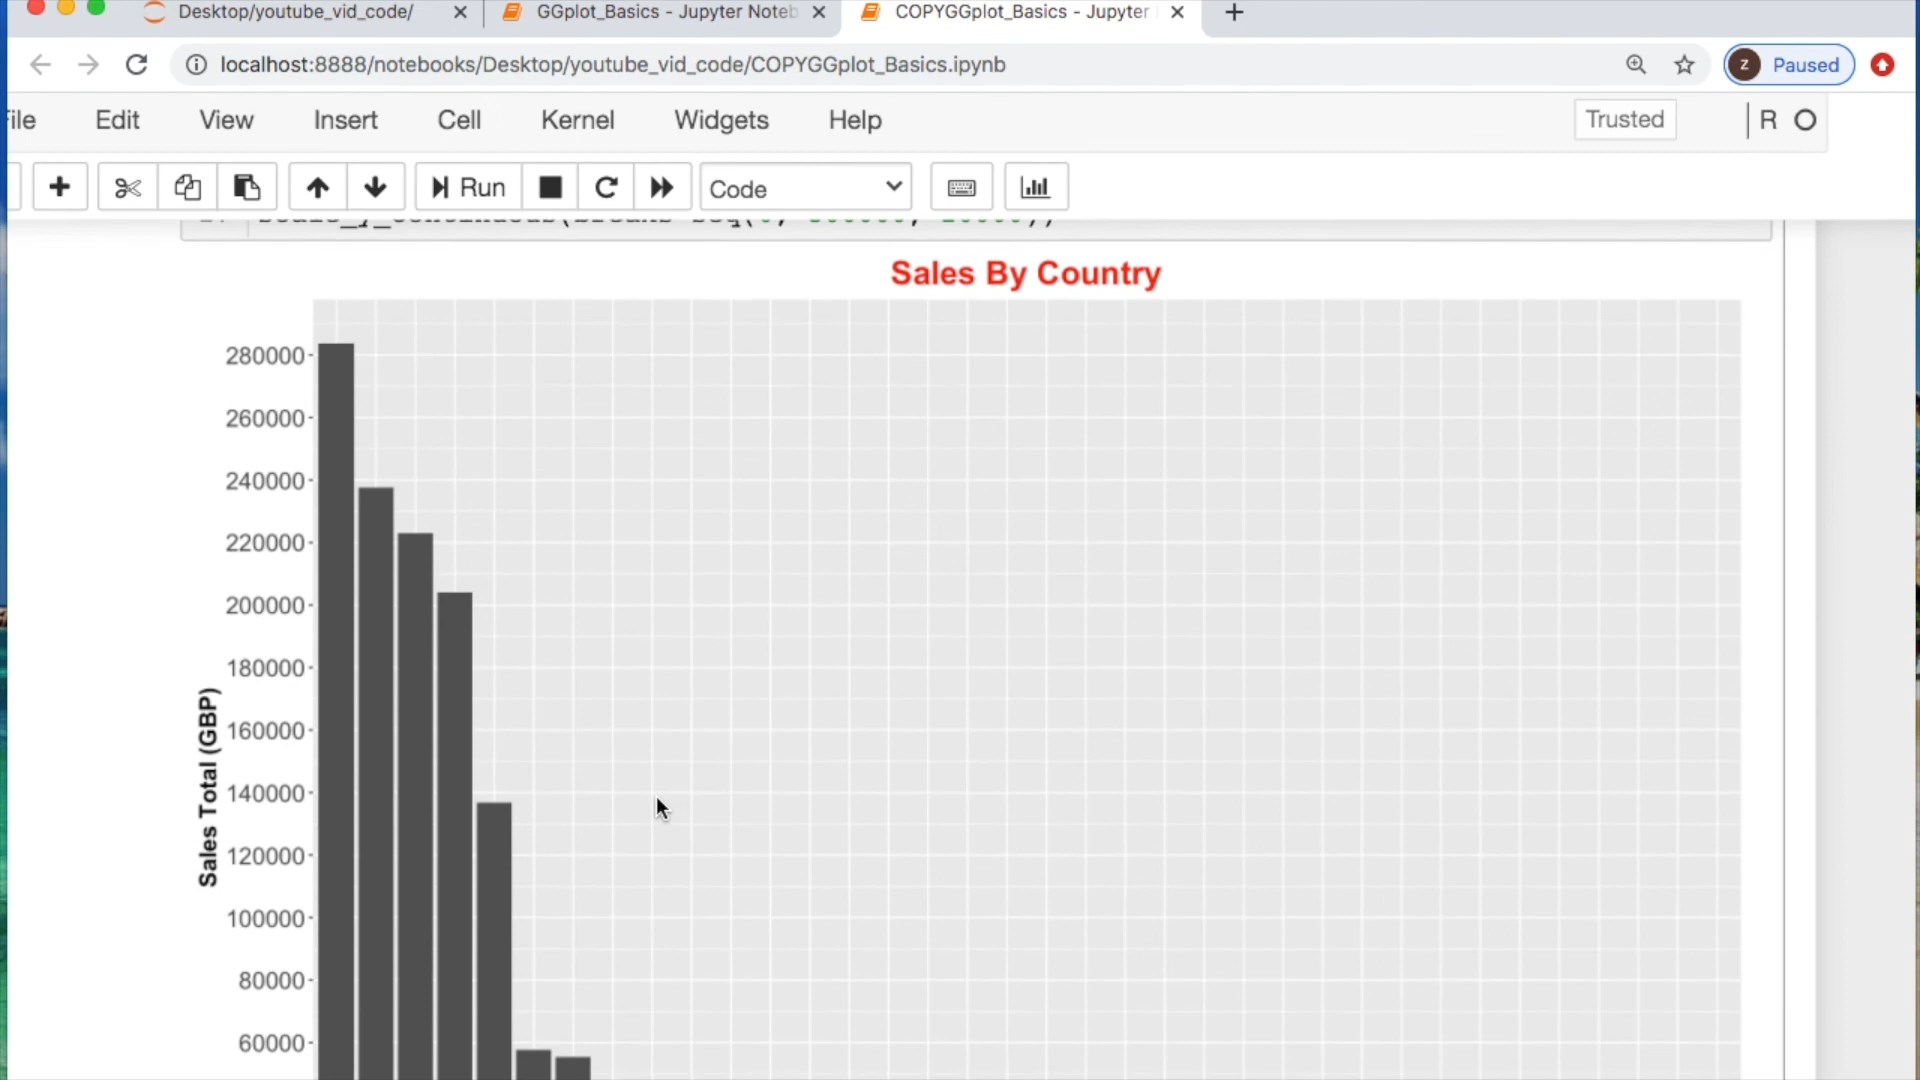 Desktop/youtube_vid_code/
GGplot_Basics - Jupyter Noteb
COPYGGplot_Basics - Jupyter
localhost:8888/notebooks/Desktop/youtube_vid_code/COPYGGplot_Basics.ipynb
z
Paused
File Edit View Insert Cell Kernel Widgets Help
Trusted
R
Run
Code
Sales By Country
280000
260000
240000
220000
200000
180000
160000
140000
120000
100000
80000
60000
Sales Total (GBP)